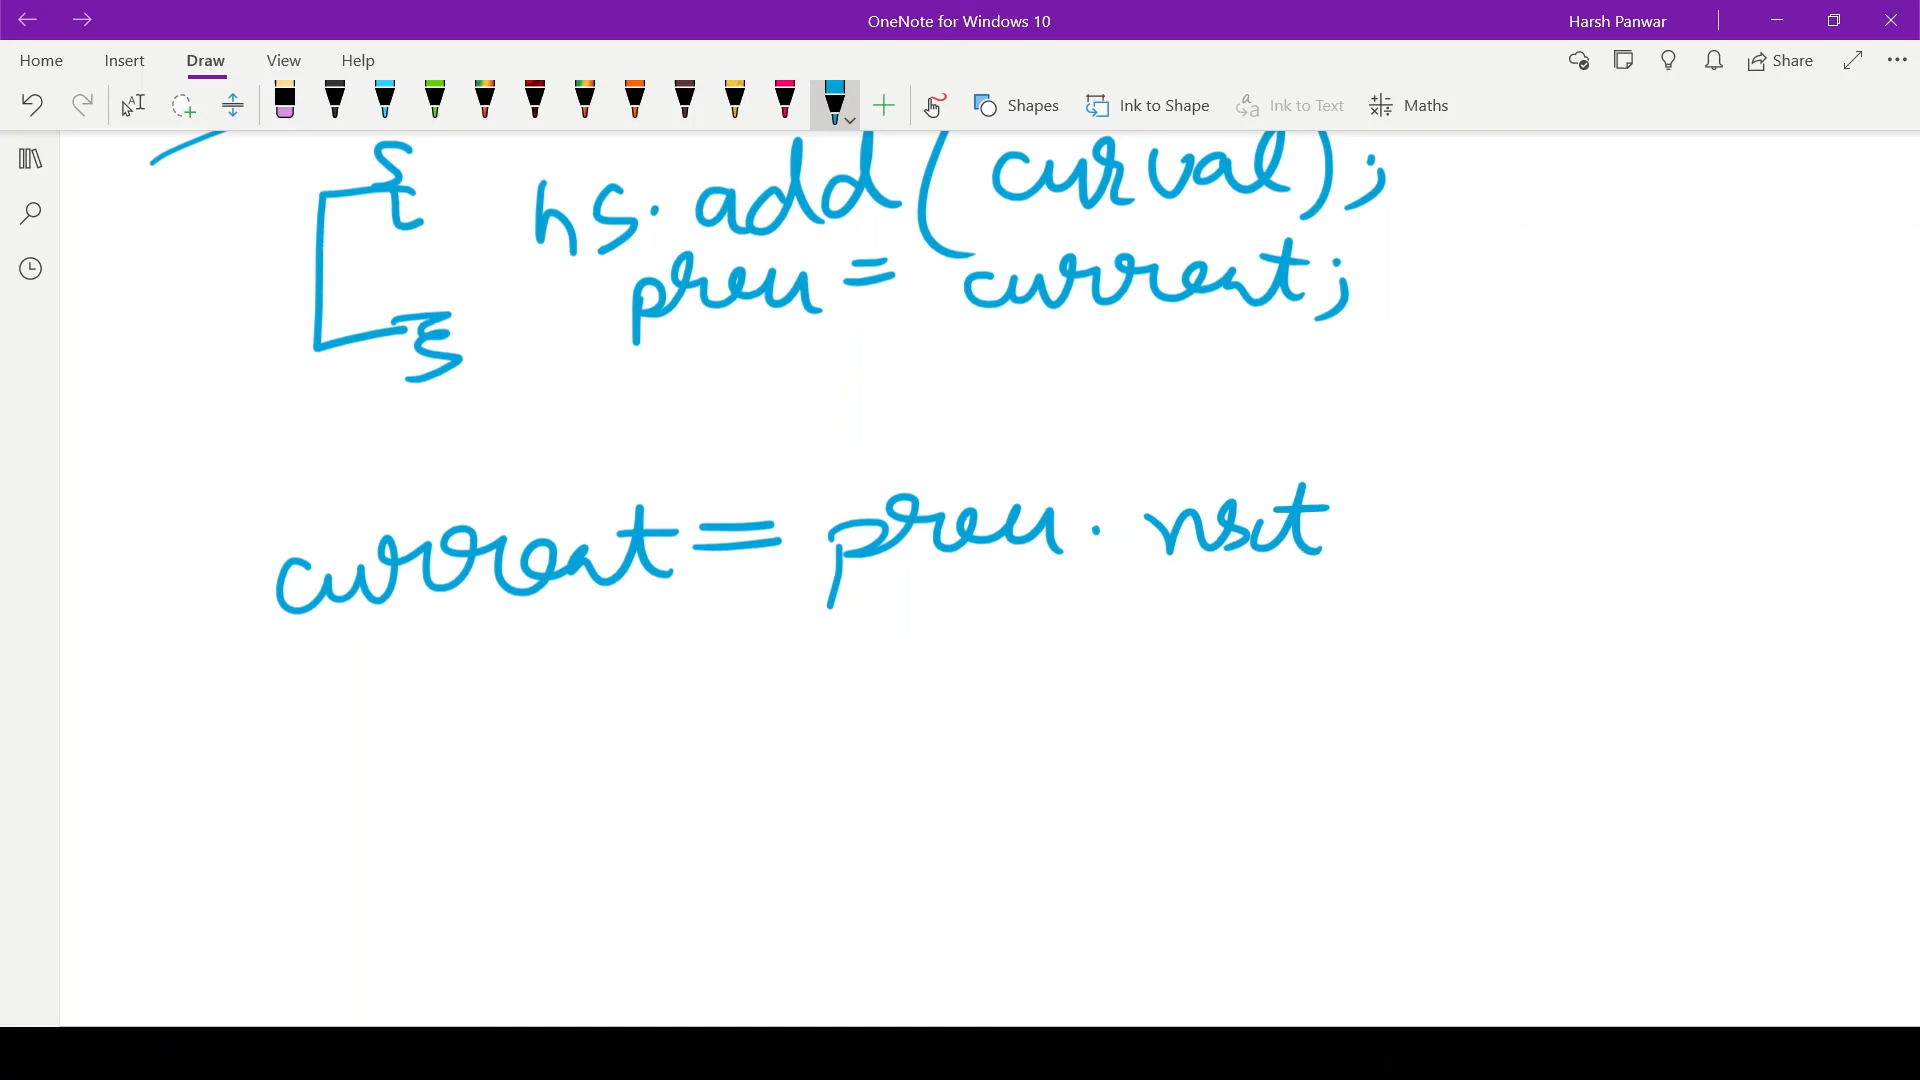 OneNote for Windows 10
Harsh Panwar
Home Insert Draw View Help
Share
Shapes Ink to Shape Ink to Text Maths
hs. add ( curval);
prev = current;
current = prev. next